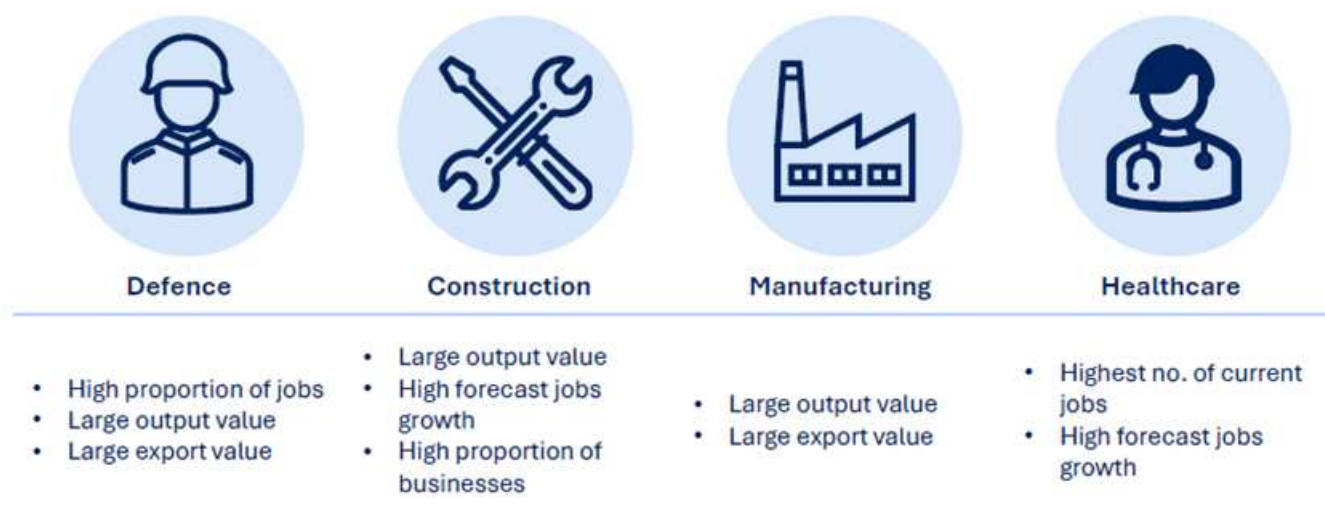 Defence
Construction
Manufacturing
Healthcare
• High proportion of jobs
• Large output value
• Large export value
• Large output value
• High forecast jobs
growth
• High proportion of
businesses
• Large output value
• Large export value
• Highest no. of current
jobs
• High forecast jobs
growth